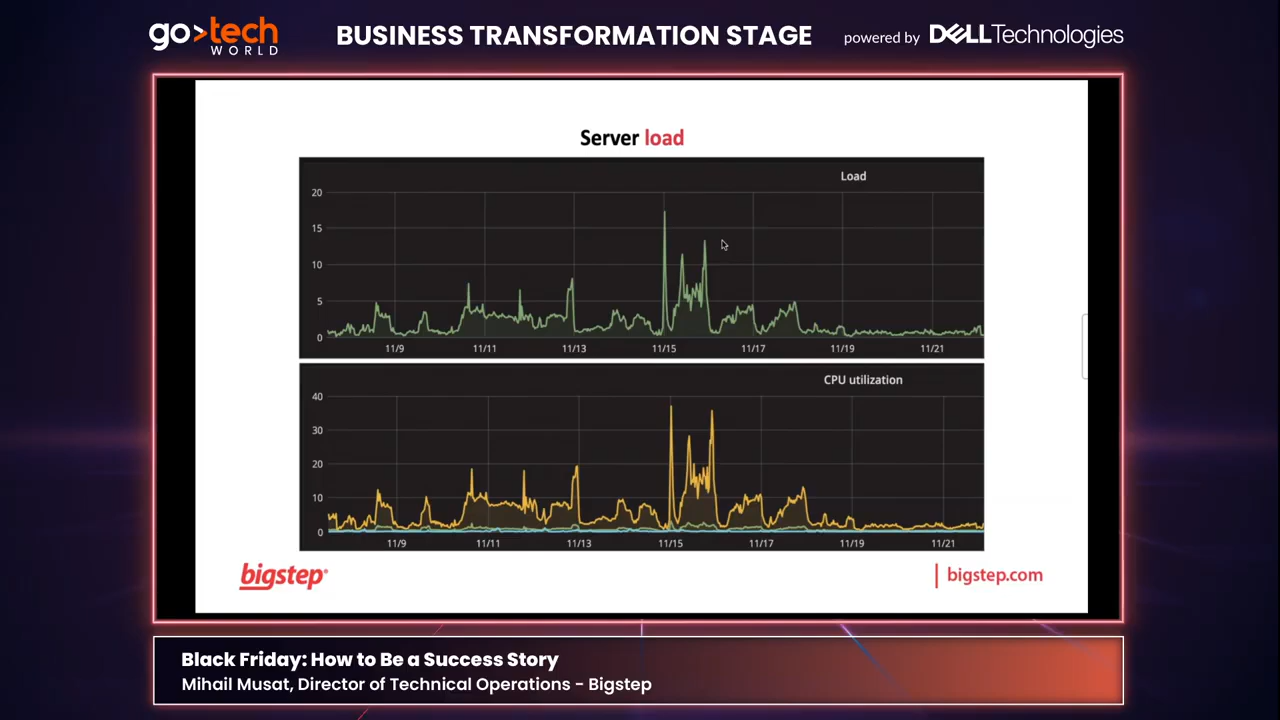 go>tech
WORLD
BUSINESS TRANSFORMATION STAGE
powered by DELLTechnologies
Server load
Load
20
15
10
5
0
11/9 11/11 11/13 11/15 11/17 11/19 11/21
CPU utilization
40
30
20
10
0
11/9 11/11 11/13 11/15 11/17 11/19 11/21
bigstep®
bigstep.com
Black Friday: How to Be a Success Story
Mihail Musat, Director of Technical Operations - Bigstep